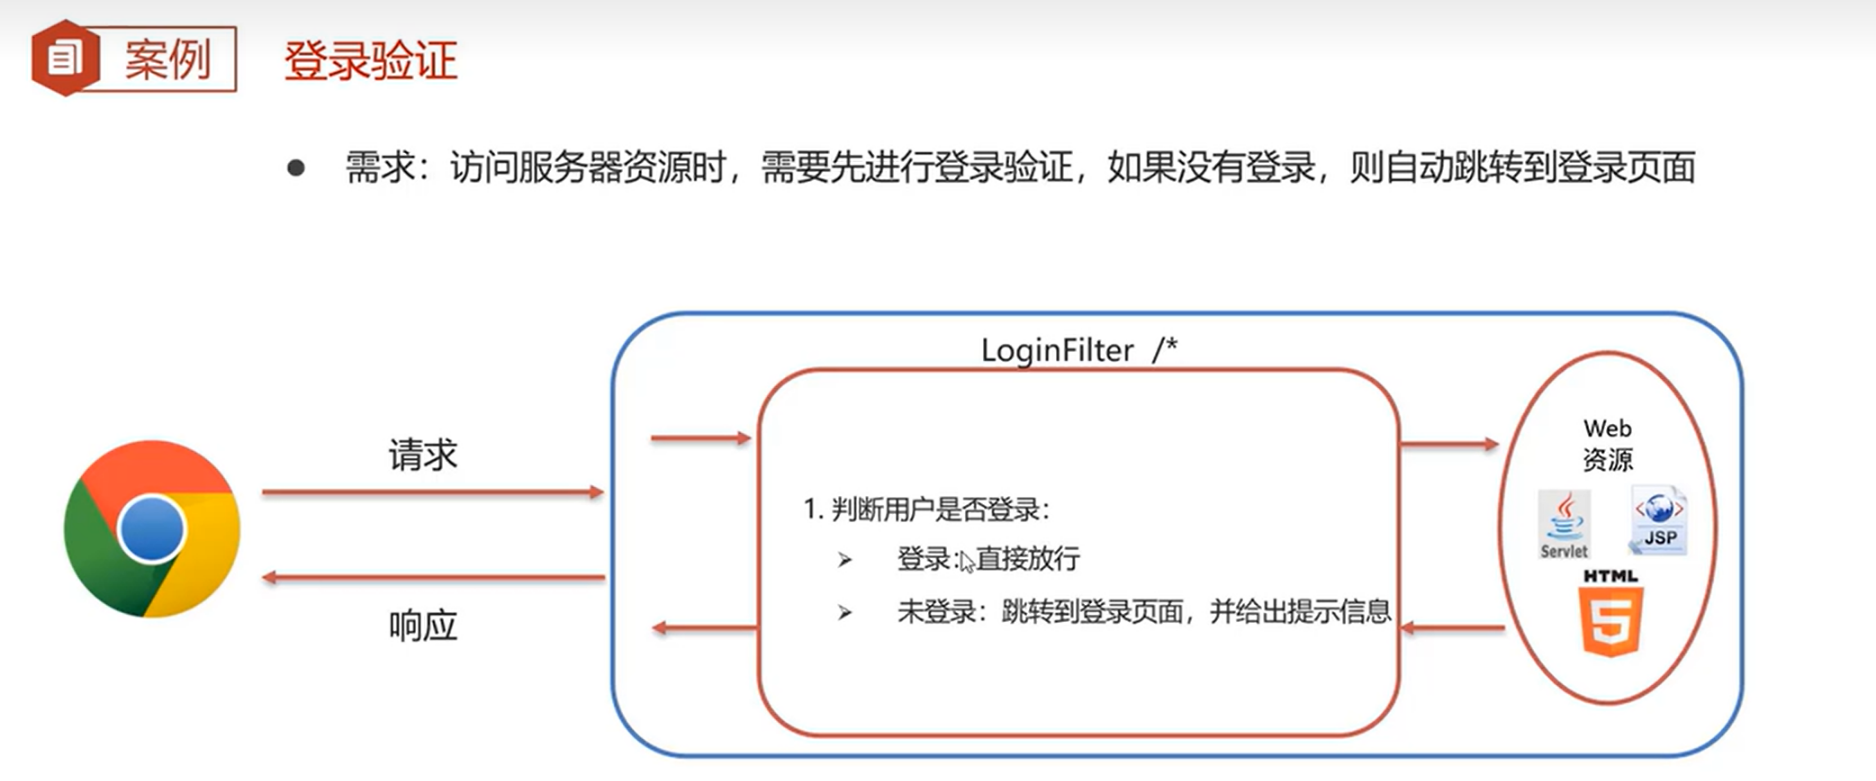 案例
登录验证
● 需求：访问服务器资源时，需要先进行登录验证，如果没有登录，则自动跳转到登录页面
LoginFilter /*
请求
响应
1. 判断用户是否登录：
➢ 登录：直接放行
➢ 未登录：跳转到登录页面，并给出提示信息
Web
资源
Servlet
JSP
HTML
5